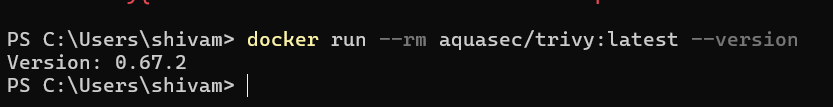 PS C:\Users\shivam> docker run --rm aquasec/trivy:latest --version
Version: 0.67.2
PS C:\Users\shivam>